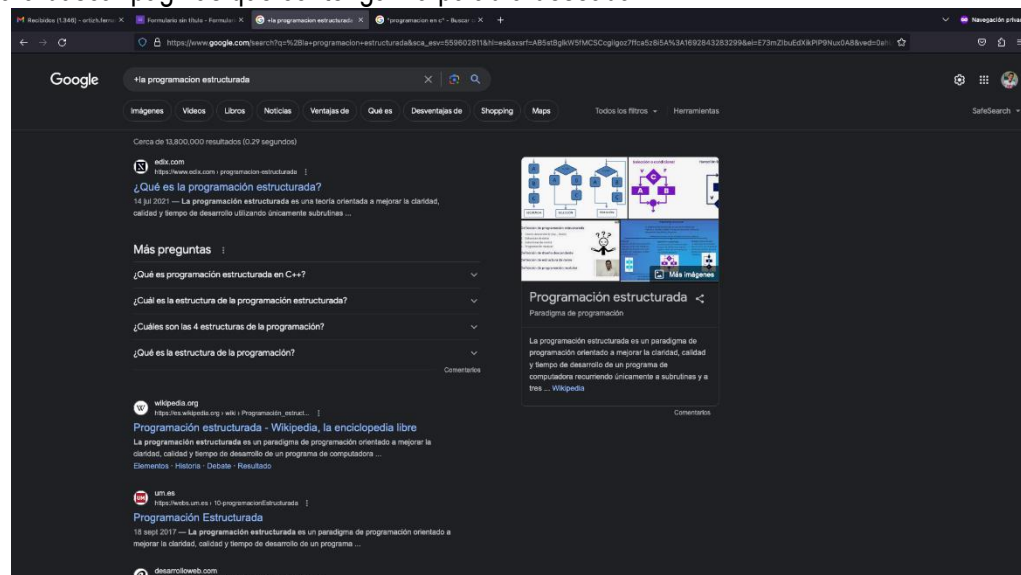 Recibidos (1.346) - ortizh.ferna
Formulario sin título - Formulari
+la programacion estructurada
"programacion en c" - Buscar
Navegación privada
https://www.google.com/search?q=%2Bla+programacion+estructurada&sca_esv=559602811&hl=es&sxsrf=
Google
+la programacion estructurada
Imágenes
Videos
Libros
Noticias
Ventajas de
Qué es
Desventajas de
Shopping
Maps
Todos los filtros
Herramientas
SafeSearch
Cerca de 13,800,000 resultados (0.29 segundos)
edix.com
https://www.edix.com › programacion-estructurada
¿Qué es la programación estructurada?
14 jul 2021 — La programación estructurada es una teoría orientada a mejorar la claridad,
calidad y tiempo de desarrollo utilizando únicamente subrutinas ...
Más preguntas
¿Qué es programación estructurada en C++?
¿Cuál es la estructura de la programación estructurada?
¿Cuáles son las 4 estructuras de la programación?
¿Qué es la estructura de la programación?
Comentarios
wikipedia.org
https://es.wikipedia.org › wiki › Programación_estruct...
Programación estructurada - Wikipedia, la enciclopedia libre
La programación estructurada es un paradigma de programación orientado a mejorar la
claridad, calidad y tiempo de desarrollo de un programa de computadora ...
Elementos · Historia · Debate · Resultado
um.es
https://webs.um.es › 10-programacionEstructurada
Programación Estructurada
18 sept 2017 — La programación estructurada es un paradigma de programación orientado a
mejorar la claridad, calidad y tiempo de desarrollo de un programa ...
desarrolloweb.com
Más imágenes
Programación estructurada
Paradigma de programación
La programación estructurada es un paradigma de
programación orientado a mejorar la claridad, calidad
y tiempo de desarrollo de un programa de
computadora recurriendo únicamente a subrutinas y a
tres ... Wikipedia
Comentarios